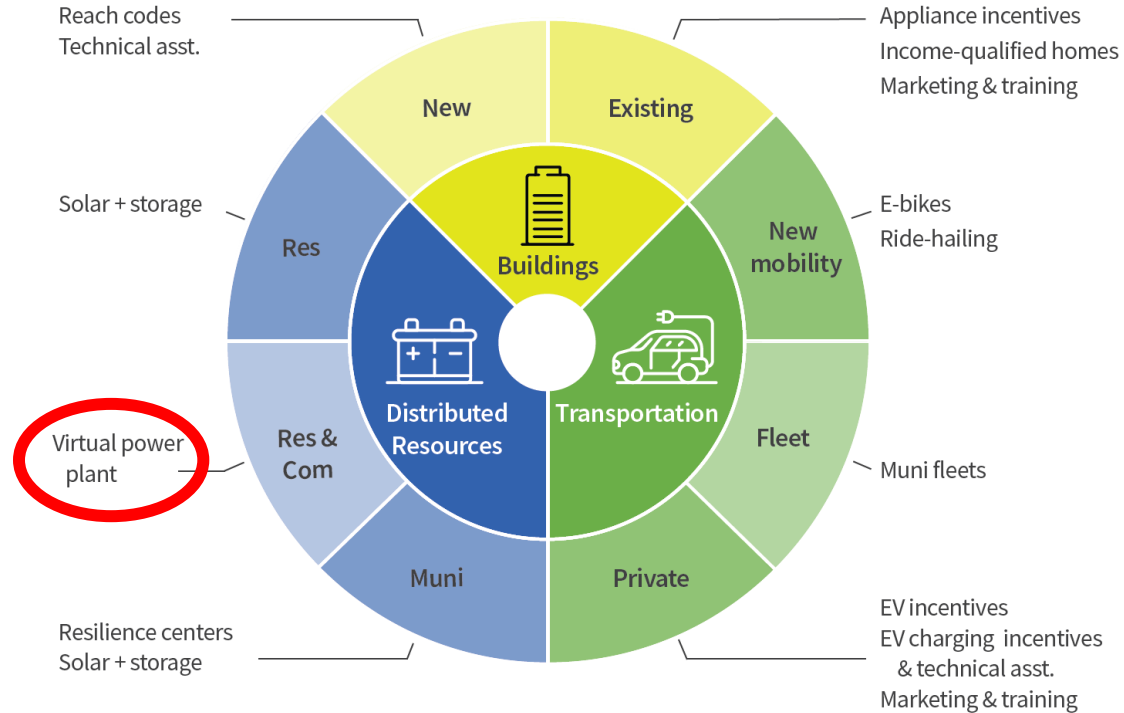 Reach codes
Technical asst.
Appliance incentives
Income-qualified homes
Marketing & training
New
Existing
Solar + storage
Res
New
mobility
E-bikes
Ride-hailing
Buildings
Distributed
Resources
Transportation
Virtual power
plant
Res &
Com
Fleet
Muni fleets
Muni
Private
Resilience centers
Solar + storage
EV incentives
EV charging incentives
& technical asst.
Marketing & training